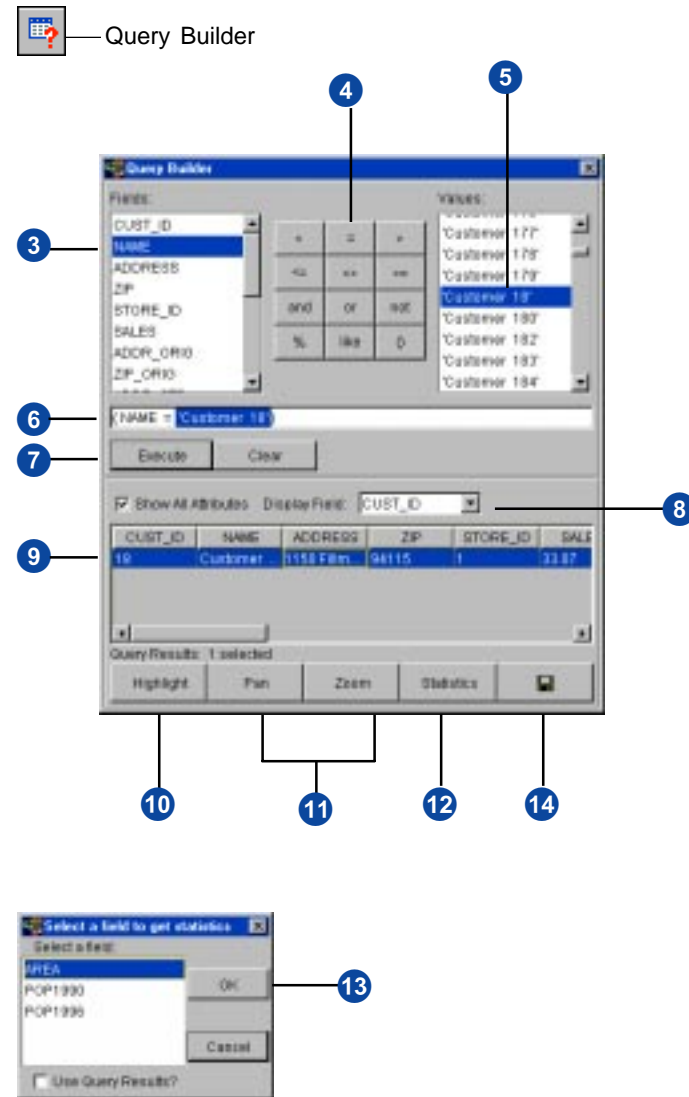 Query Builder
4
5
Query Builder
Fields:
Values:
CUST_ID
NAME
ADDRESS
ZIP
STORE_ID
SALES
ADDR_ORIG
ZIP_ORIG
=
<=
and
or
not
%
like
()
'Customer 177'
'Customer 178'
'Customer 179'
'Customer 18'
'Customer 180'
'Customer 182'
'Customer 183'
'Customer 184'
3
6
(NAME = 'Customer 18')
7
Execute
Clear
Show All Attributes
Display Field:
CUST_ID
8
CUST_ID
NAME
ADDRESS
ZIP
STORE_ID
SALE
9
18
Customer ...
1150 Fillm...
94115
1
33.87
Query Results: 1 selected
Highlight
Pan
Zoom
Statistics
10
11
12
14
Select a field to get statistics
Select a field:
AREA
POP1990
POP1996
OK
13
Cancel
Use Query Results?